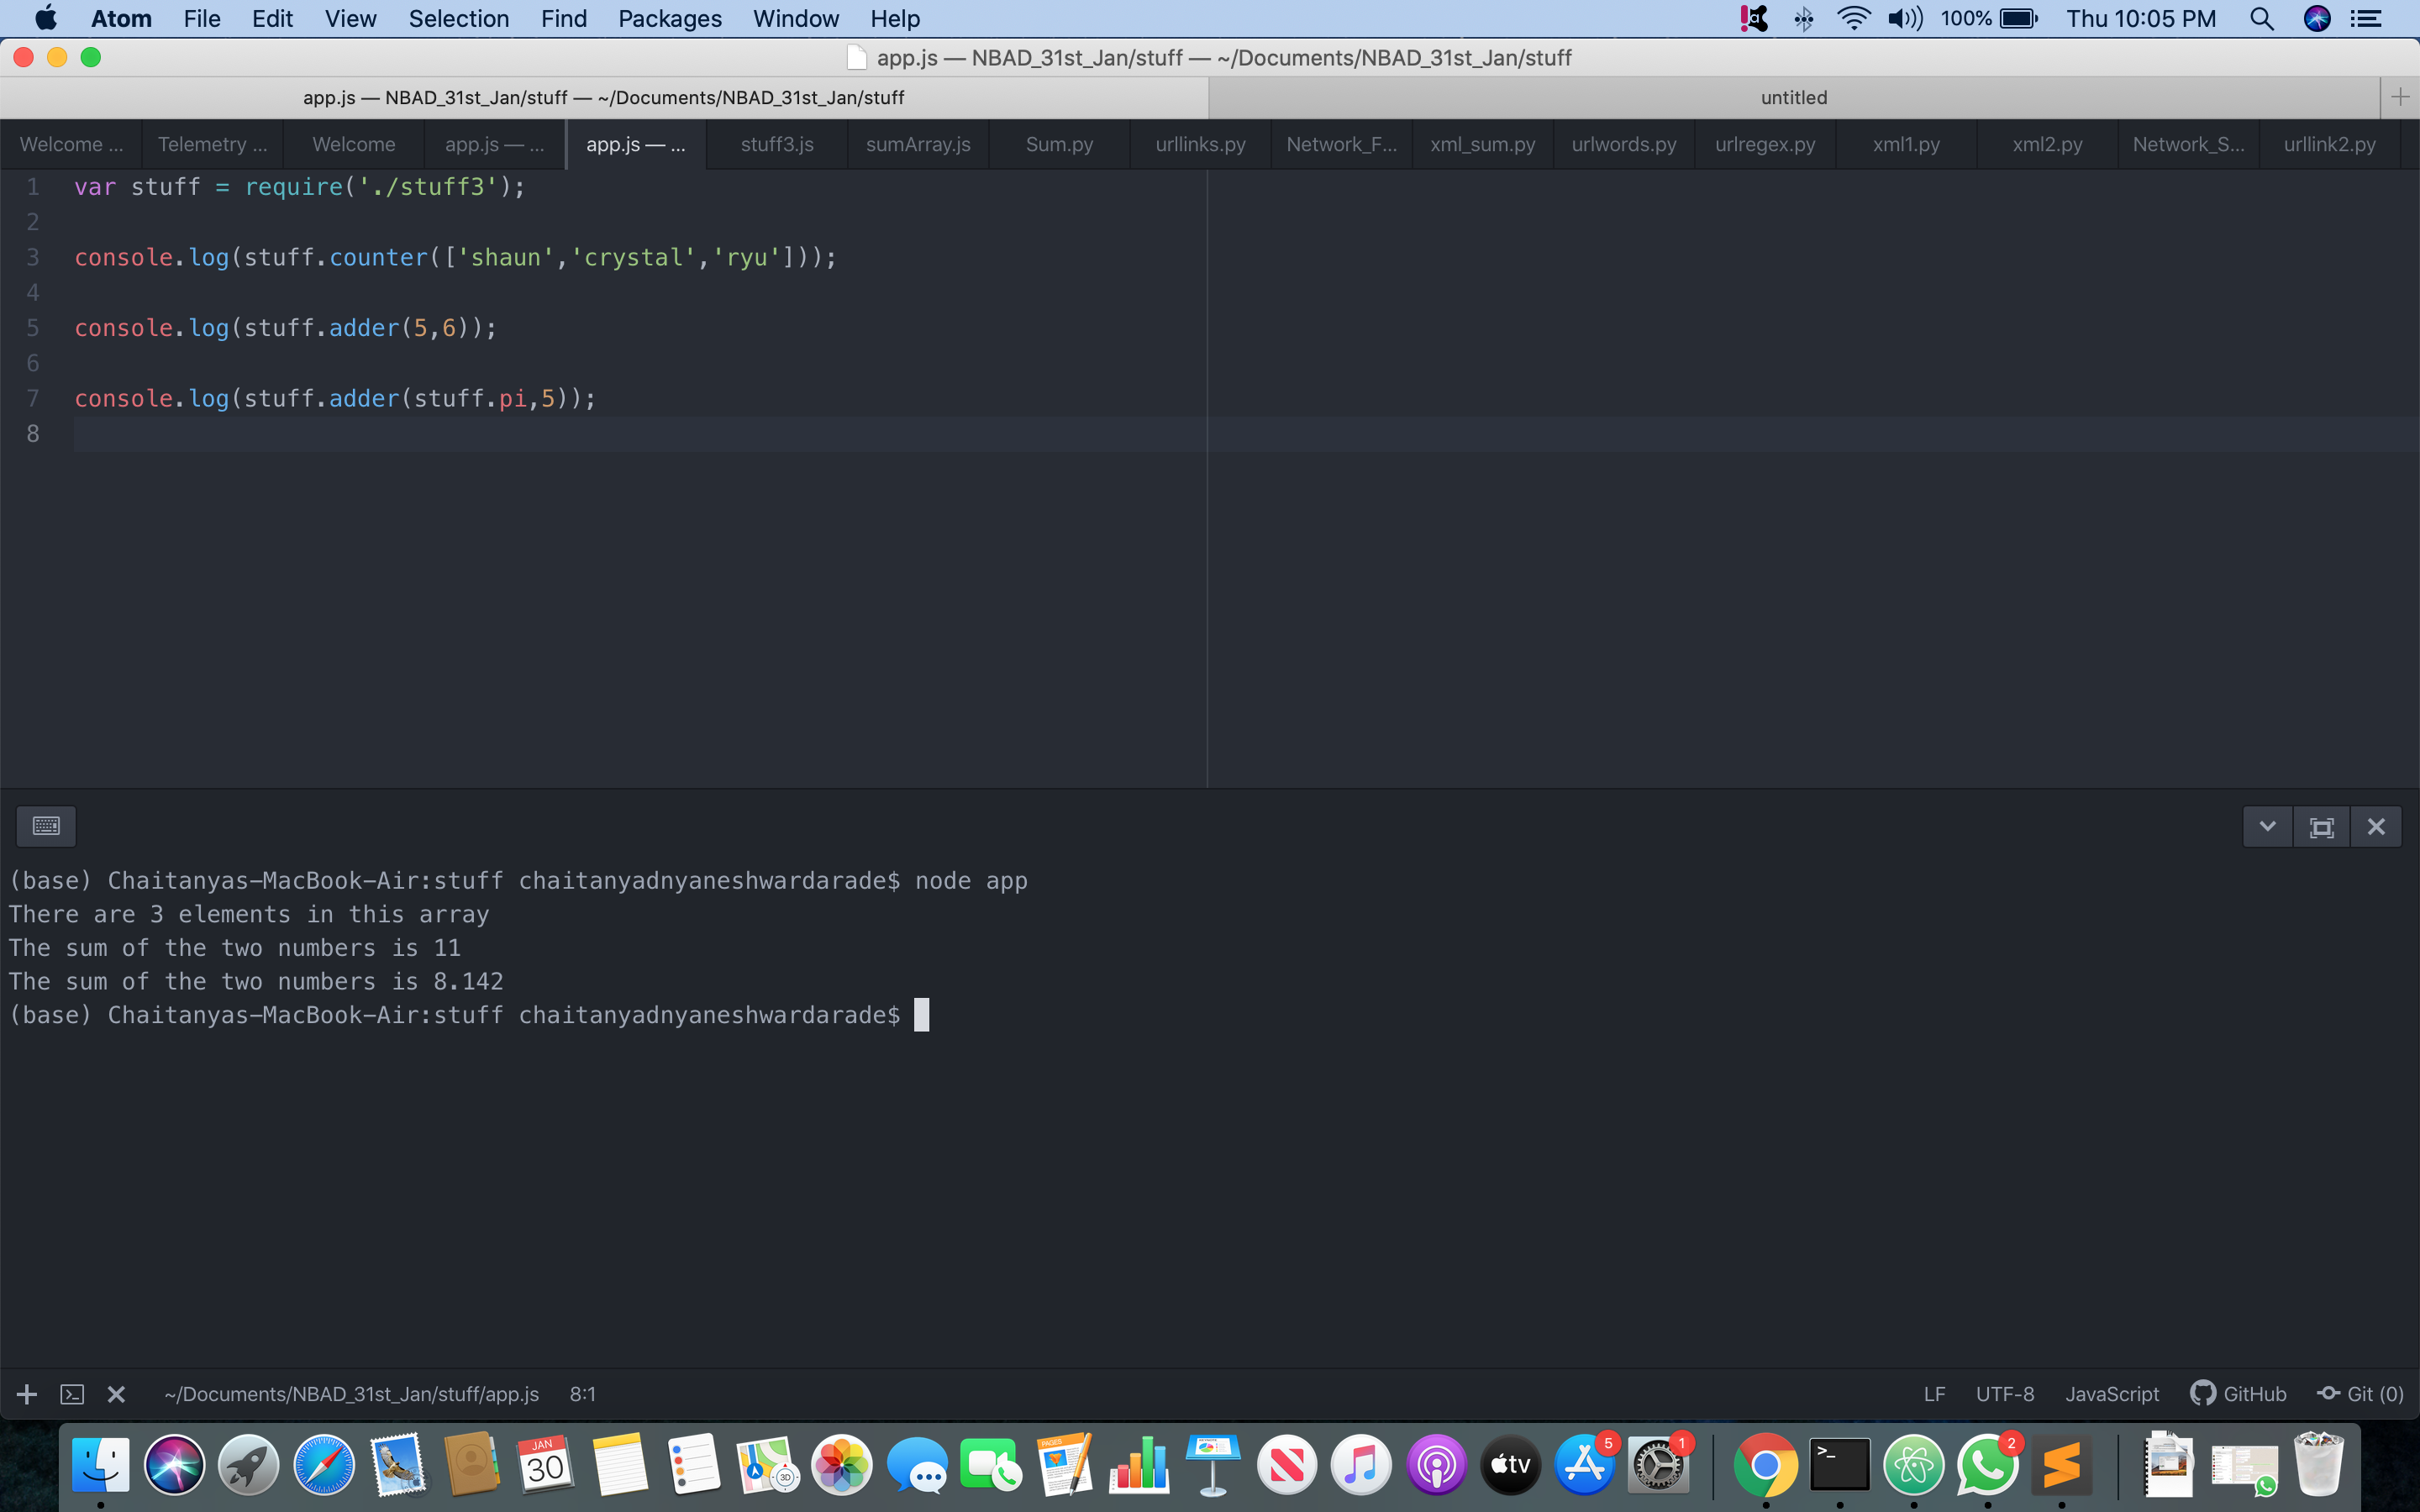 Atom File Edit View Selection Find Packages Window Help 100% Thu 10:05 PM
app.js — NBAD_31st_Jan/stuff — ~/Documents/NBAD_31st_Jan/stuff
app.js — NBAD_31st_Jan/stuff — ~/Documents/NBAD_31st_Jan/stuff untitled
Welcome ... Telemetry ... Welcome app.js — ... app.js — ... stuff3.js sumArray.js Sum.py urllinks.py Network_F... xml_sum.py urlwords.py urlregex.py xml1.py xml2.py Network_S... urllink2.py
1 var stuff = require('./stuff3');
2
3 console.log(stuff.counter(['shaun','crystal','ryu']));
4
5 console.log(stuff.adder(5,6));
6
7 console.log(stuff.adder(stuff.pi,5));
8
(base) Chaitanyas-MacBook-Air:stuff chaitanyadnyaneshwardarade$ node app
There are 3 elements in this array
The sum of the two numbers is 11
The sum of the two numbers is 8.142
(base) Chaitanyas-MacBook-Air:stuff chaitanyadnyaneshwardarade$
~/Documents/NBAD_31st_Jan/stuff/app.js 8:1 LF UTF-8 JavaScript GitHub Git (0)
JAN
30
3D
PAGES
tv
5
1
>_
2